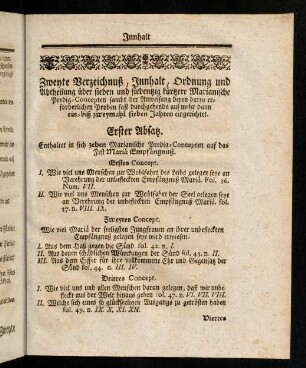 Innhalt
Zweyte Verzeichnuß, Innhalt, Ordnung und
Abtheilung über sieben und siebentzig kürtzere Marianische
Predig-Concepten sambt der Anweisung deren darzu er-
forderlichen Proben fast durchgehends auf mehr dann
ein- biß zweymahl sieben Jahren eingerichtet.
Erster Absatz.
Enthaltet in sich zehen Marianische Predig-Concepten auf das
Fest Mariä Empfängnuß.
Erstes Concept.
I. Wie viel uns Menschen zur Wohlfahrt des Leibs gelegen seye an
Verehrung der unbefleckten Empfängnuß Mariä. Fol. 36.
Num. VII.
II. Wie viel uns Menschen zur Wohlfahrt der Seel gelegen seye
an Verehrung der unbefleckten Empfängnuß Mariä. fol.
37. n. VIII. IX.
Zweytes Concept.
Wie viel Mariä der seeligsten Jungfrauen an ihrer unbefleckten
Empfängnuß gelegen seye wird erwiesen.
I. Aus dem Haß gegen die Sünd fol. 42. n. I.
II. Aus denen schädlichen Würckungen der Sünd fol. 43. n. II.
III. Aus dem Eiffer für ihre vollkommene Ehr und Gegensatz der
Sünd fol. 44. n. III. IV.
Drittes Concept.
I. Wie viel uns und allen Menschen daran gelegen, daß wir unbe-
fleckt aus der Welt hinaus gehen fol. 47. n. VI. VII. VIII.
II. Welche sich eines so glückseeligen Ausgangs zu getrösten haben
fol. 49. n. IX. X. XI. XII.
Viertes